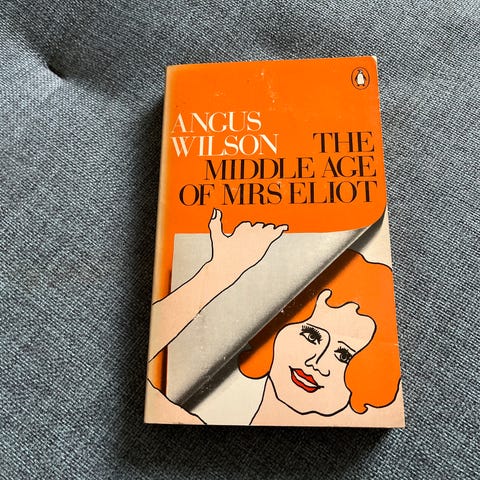 ANGUS
WILSON THE
MIDDLE AGE
OF MRS ELIOT